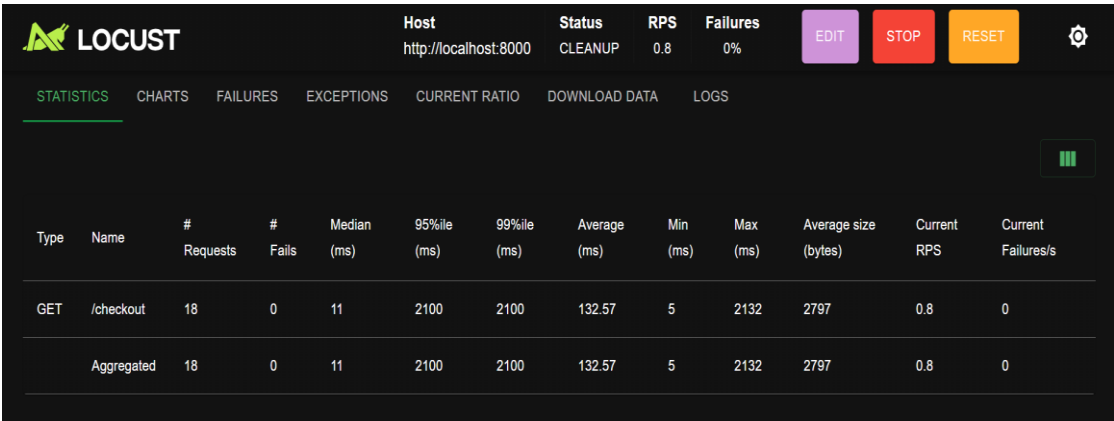 LOCUST
Host Status RPS Failures
http://localhost:8000 CLEANUP 0.8 0%
EDIT STOP RESET
STATISTICS CHARTS FAILURES EXCEPTIONS CURRENT RATIO DOWNLOAD DATA LOGS
Type Name # Requests # Fails Median (ms) 95%ile (ms) 99%ile (ms) Average (ms) Min (ms) Max (ms) Average size (bytes) Current RPS Current Failures/s
GET /checkout 18 0 11 2100 2100 132.57 5 2132 2797 0.8 0
Aggregated 18 0 11 2100 2100 132.57 5 2132 2797 0.8 0